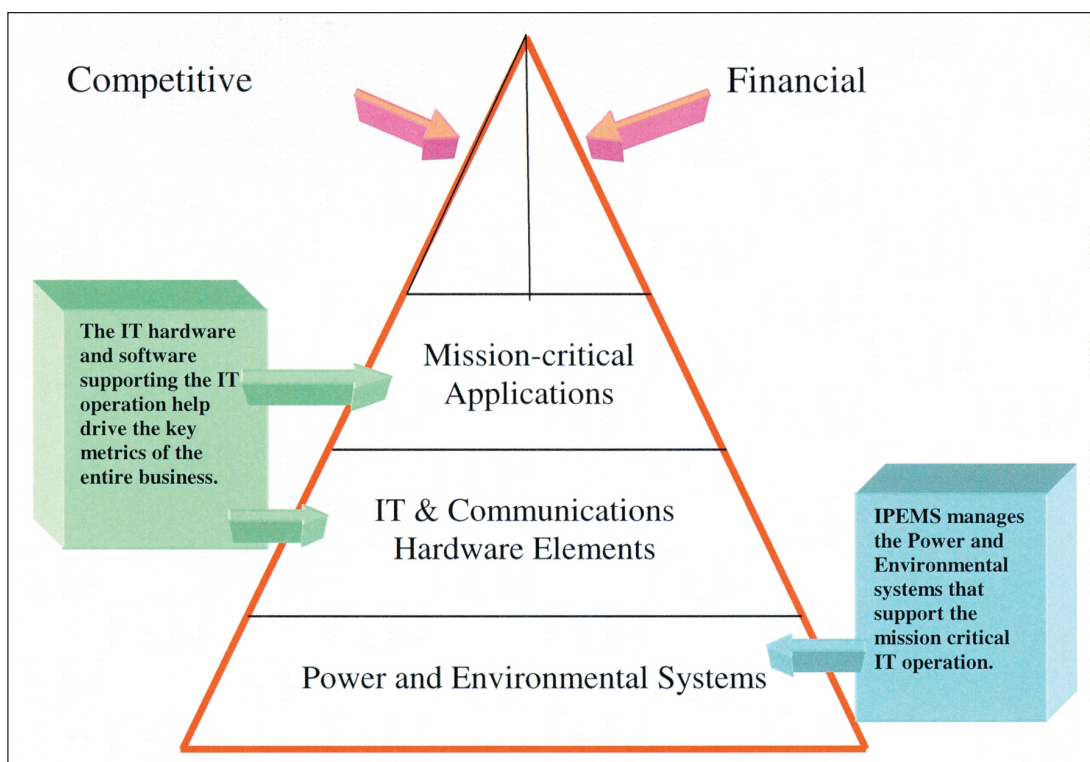 Competitive
Financial
The IT hardware
and software
supporting the IT
operation help
drive the key
metrics of the
entire business.
Mission-critical
Applications
IT & Communications
Hardware Elements
IPEMS manages
the Power and
Environmental
systems that
support the
mission critical
IT operation.
Power and Environmental Systems